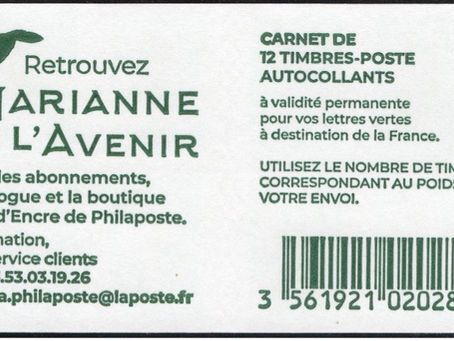 Retrouvez
Marianne
l'Avenir
les abonnements,
ogue et la boutique
d'Encre de Philaposte.
mation,
ervice clients
.53.03.19.26
a.philaposte@laposte.fr
CARNET DE
12 TIMBRES-POSTE
AUTOCOLLANTS
à validité permanente
pour vos lettres vertes
à destination de la France.
UTILISEZ LE NOMBRE DE TIM
CORRESPONDANT AU POIDS
VOTRE ENVOI.
3 561921 02028